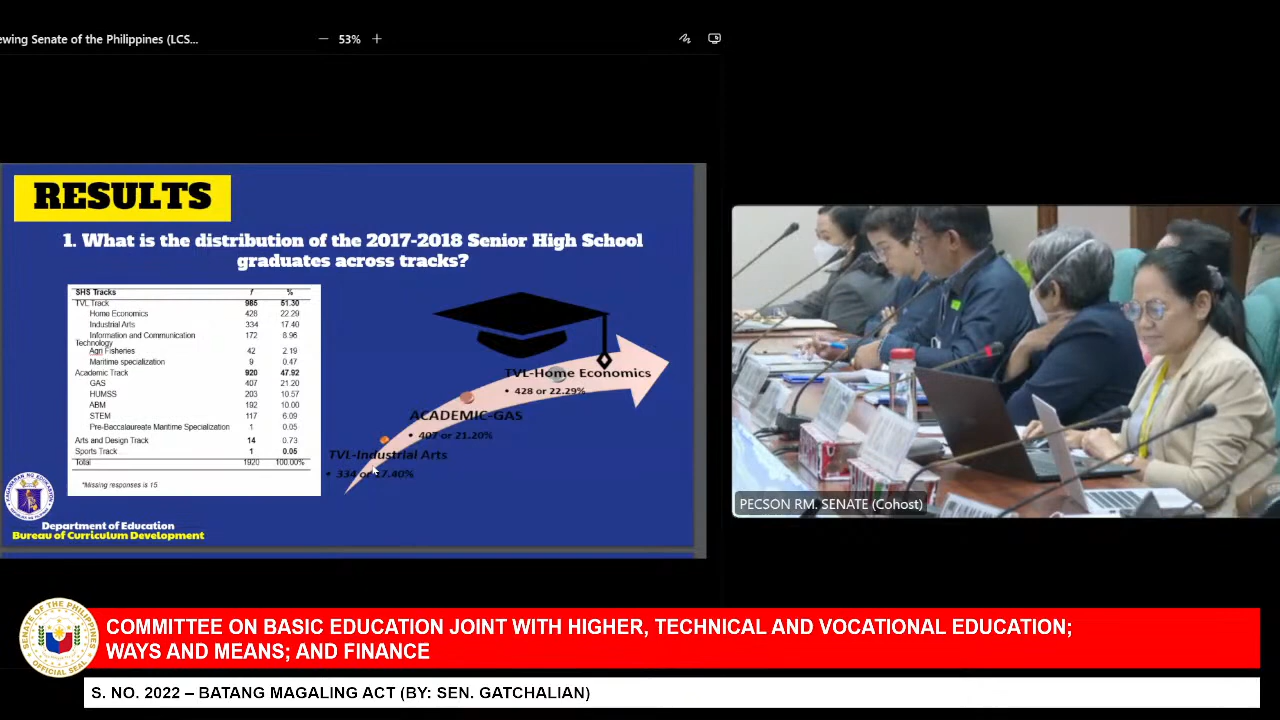 ewing Senate of the Philippines (LCS...
53%
RESULTS
1. What is the distribution of the 2017-2018 Senior High School
graduates across tracks?
SHS Tracks f %
TVL Track 985 51.30
Home Economics 428 22.29
Industrial Arts 334 17.40
Information and Communication Technology 172 8.96
Agri Fisheries 42 2.19
Maritime specialization 9 0.47
Academic Track 920 47.92
GAS 407 21.20
HUMSS 203 10.57
ABM 192 10.00
STEM 117 6.09
Pre-Baccalaureate Maritime Specialization 1 0.05
Arts and Design Track 14 0.73
Sports Track 1 0.05
Total 1920 100.00%
*Missing responses is 15
TVL-Home Economics
• 428 or 22.29%
ACADEMIC-GAS
• 407 or 21.20%
TVL-Industrial Arts
• 334 or 17.40%
Department of Education
Bureau of Curriculum Development
PECSON RM. SENATE (Cohost)
SENATE OF THE PHILIPPINES
OFFICIAL SEAL
COMMITTEE ON BASIC EDUCATION JOINT WITH HIGHER, TECHNICAL AND VOCATIONAL EDUCATION;
WAYS AND MEANS; AND FINANCE
S. NO. 2022 – BATANG MAGALING ACT (BY: SEN. GATCHALIAN)